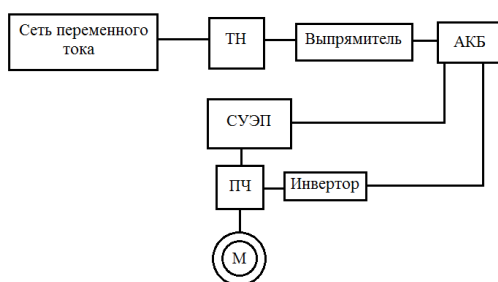 Сеть переменного
тока
ТН
Выпрямитель
АКБ
СУЭП
ПЧ
Инвертор
М